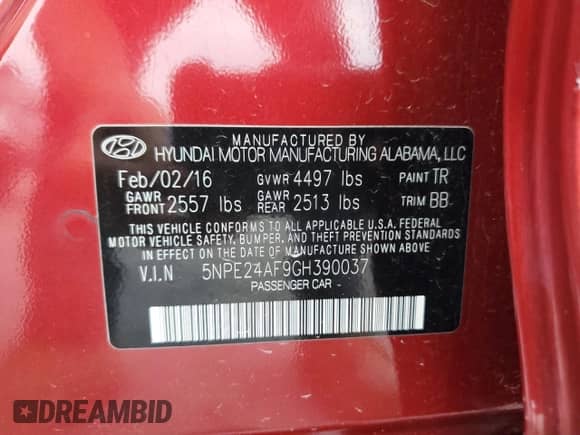 MANUFACTURED BY
HYUNDAI MOTOR MANUFACTURING ALABAMA, LLC
Feb/02/16 GVWR 4497 lbs PAINT TR
GAWR FRONT 2557 lbs GAWR REAR 2513 lbs TRIM BB
THIS VEHICLE CONFORMS TO ALL APPLICABLE U.S.A. FEDERAL
MOTOR VEHICLE SAFETY, BUMPER, AND THEFT PREVENTION STANDARDS
IN EFFECT ON THE DATE OF MANUFACTURE SHOWN ABOVE
V.I.N 5NPE24AF9GH390037
PASSENGER CAR -
DREAMBID